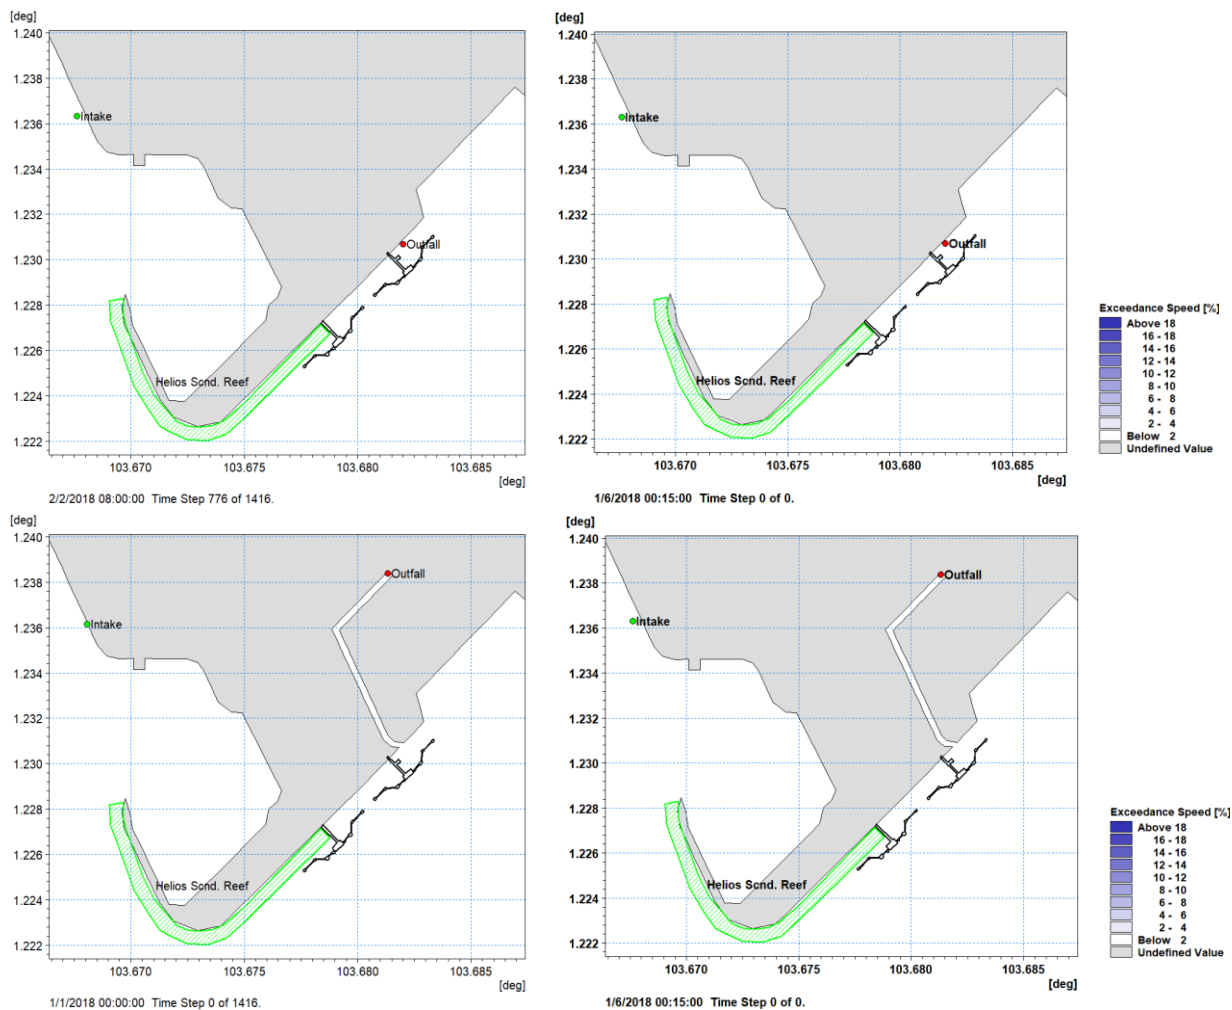 [deg]
1.240
1.238
1.236
1.234
1.232
1.230
1.228
1.226
1.224
1.222
Intake
Outfall
Helios Scnd. Reef
103.670 103.675 103.680 103.685
[deg]
2/2/2018 08:00:00 Time Step 776 of 1416.
[deg]
1.240
1.238
1.236
1.234
1.232
1.230
1.228
1.226
1.224
1.222
Intake
Outfall
Helios Scnd. Reef
103.670 103.675 103.680 103.685
[deg]
1/6/2018 00:15:00 Time Step 0 of 0.
Exceedance Speed [%]
Above 18
16 - 18
14 - 16
12 - 14
10 - 12
8 - 10
6 - 8
4 - 6
2 - 4
Below 2
Undefined Value
[deg]
1.240
1.238
1.236
1.234
1.232
1.230
1.228
1.226
1.224
1.222
Outfall
Intake
Helios Scnd. Reef
103.670 103.675 103.680 103.685
[deg]
1/1/2018 00:00:00 Time Step 0 of 1416.
[deg]
1.240
1.238
1.236
1.234
1.232
1.230
1.228
1.226
1.224
1.222
Outfall
Intake
Helios Scnd. Reef
103.670 103.675 103.680 103.685
[deg]
1/6/2018 00:15:00 Time Step 0 of 0.
Exceedance Speed [%]
Above 18
16 - 18
14 - 16
12 - 14
10 - 12
8 - 10
6 - 8
4 - 6
2 - 4
Below 2
Undefined Value